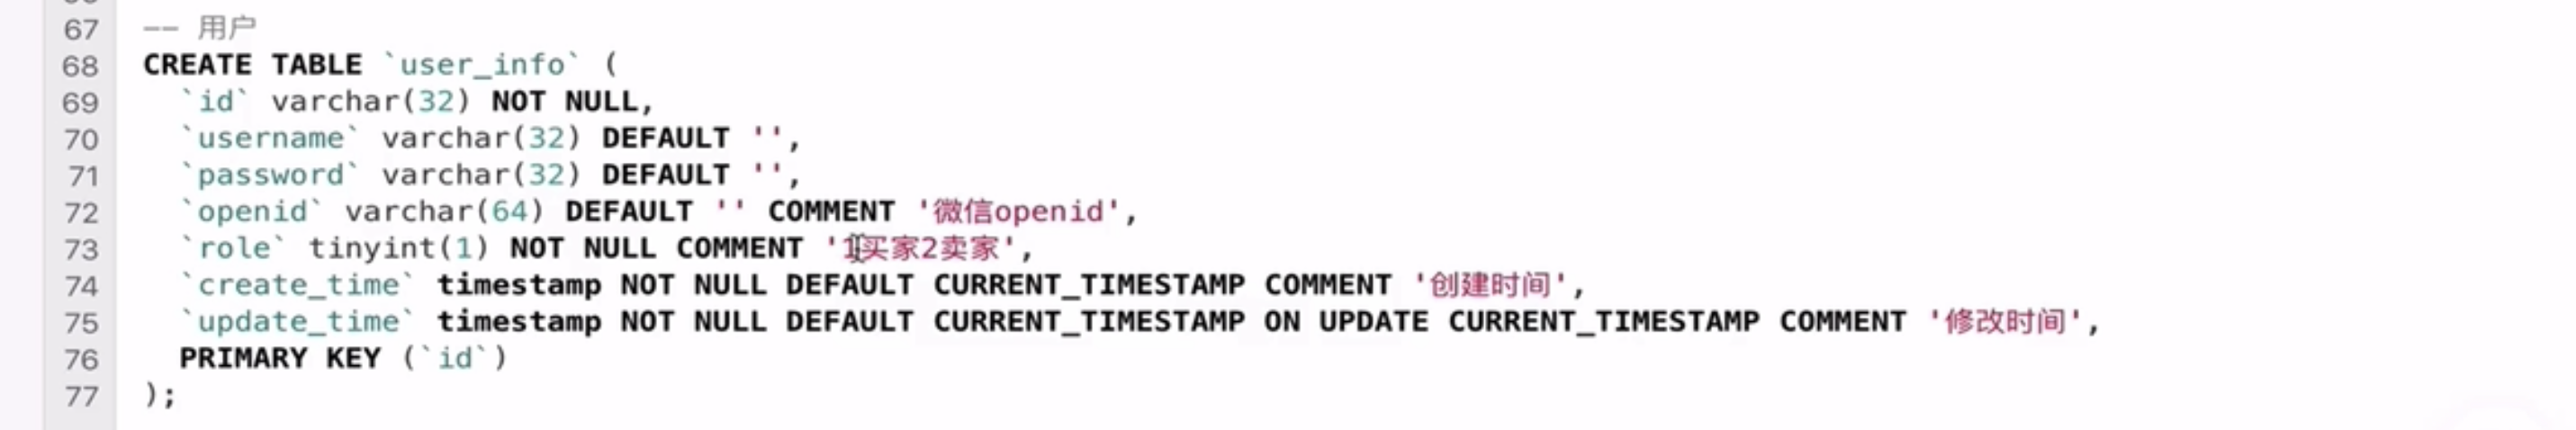 67 -- 用户
68 CREATE TABLE `user_info` (
69 `id` varchar(32) NOT NULL,
70 `username` varchar(32) DEFAULT '',
71 `password` varchar(32) DEFAULT '',
72 `openid` varchar(64) DEFAULT '' COMMENT '微信openid',
73 `role` tinyint(1) NOT NULL COMMENT '1买家2卖家',
74 `create_time` timestamp NOT NULL DEFAULT CURRENT_TIMESTAMP COMMENT '创建时间',
75 `update_time` timestamp NOT NULL DEFAULT CURRENT_TIMESTAMP ON UPDATE CURRENT_TIMESTAMP COMMENT '修改时间',
76 PRIMARY KEY (`id`)
77 );